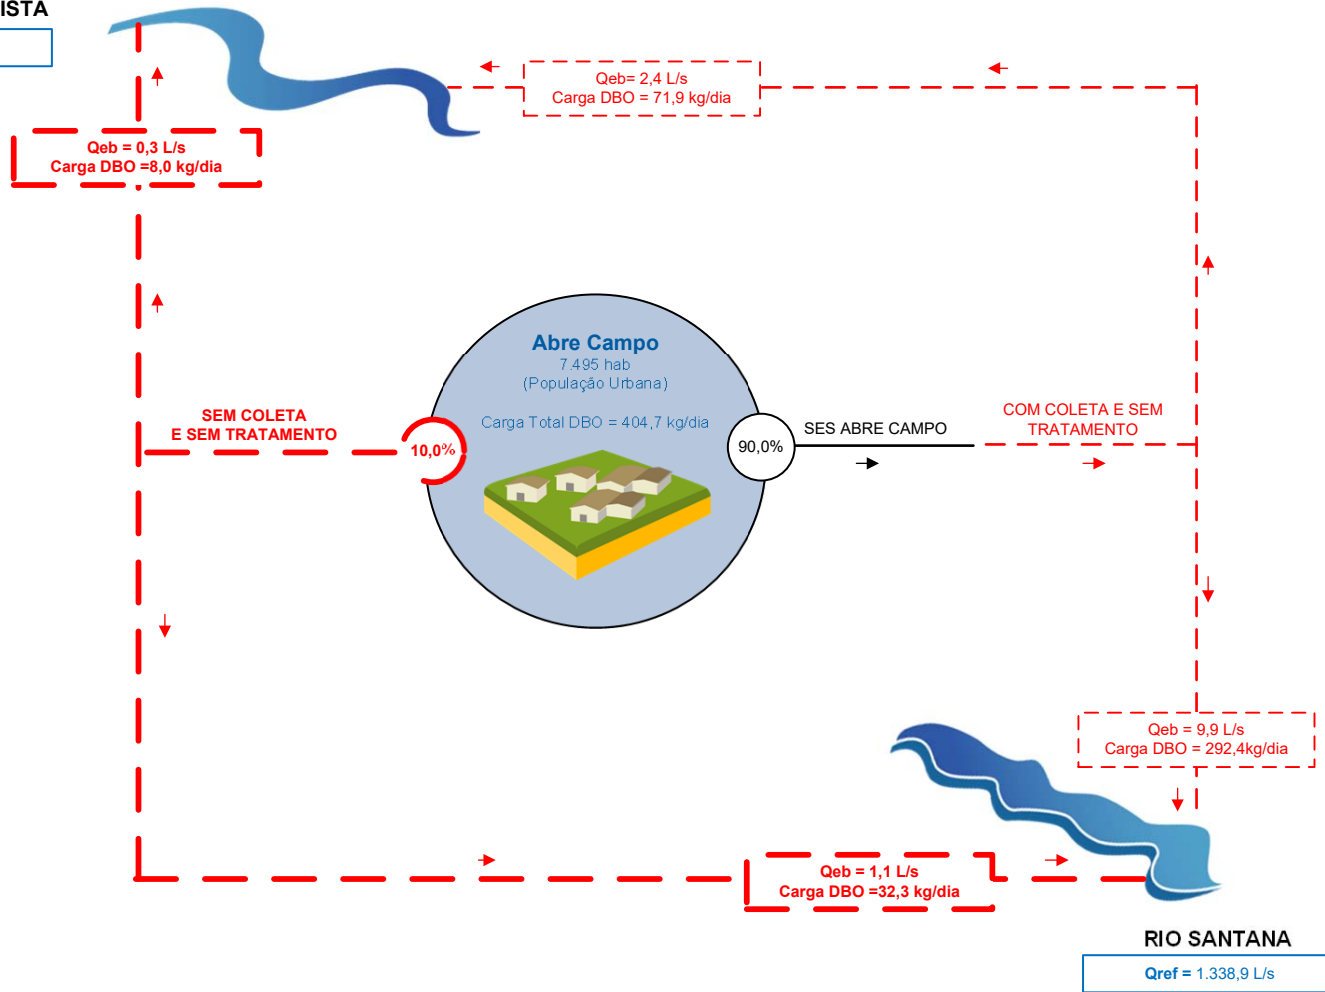 ISTA
Qeb= 2,4 L/s
Carga DBO = 71,9 kg/dia
Qeb = 0,3 L/s
Carga DBO =8,0 kg/dia
Abre Campo
7.495 hab
(População Urbana)
Carga Total DBO = 404,7 kg/dia
SEM COLETA
E SEM TRATAMENTO
10,0%
90,0%
SES ABRE CAMPO
COM COLETA E SEM
TRATAMENTO
Qeb = 9,9 L/s
Carga DBO = 292,4kg/dia
Qeb = 1,1 L/s
Carga DBO =32,3 kg/dia
RIO SANTANA
Qref = 1.338,9 L/s